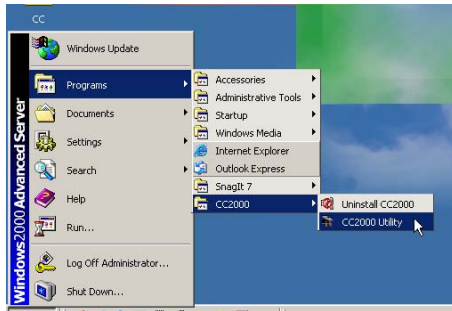 CC
Windows Update
Programs
Documents
Settings
Search
Help
Run...
Log Off Administrator...
Shut Down...
Windows2000 Advanced Server
Accessories
Administrative Tools
Startup
Windows Media
Internet Explorer
Outlook Express
SnagIt 7
CC2000
Uninstall CC2000
CC2000 Utility